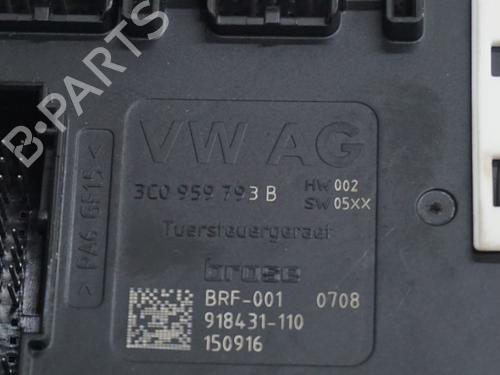 B-PARTS
VW AG
3C0 959 793 B
HW 002
SW 05XX
Tuersteuergeraet
brose
BRF-001 0708
918431-110
150916
>PA6 GF15<